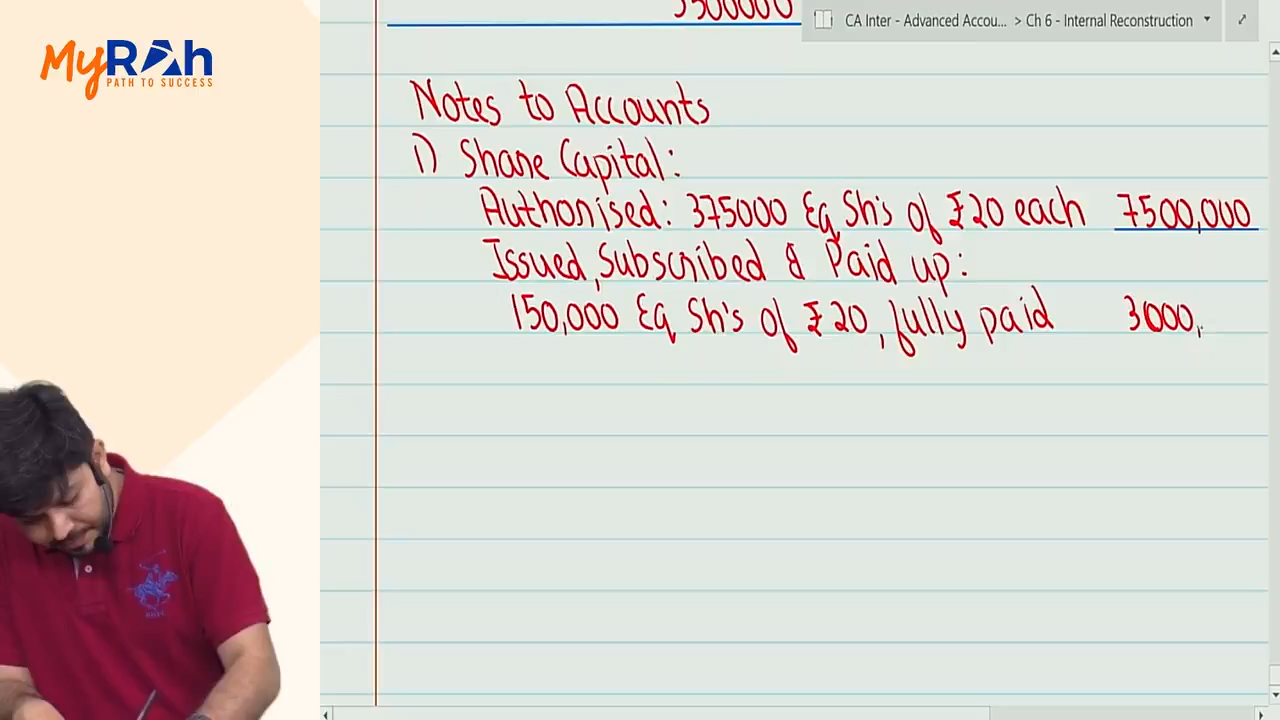 MyRAh
PATH TO SUCCESS
CA Inter - Advanced Accou... > Ch 6 - Internal Reconstruction
Notes to Accounts
1) Share Capital:
Authorised: 375000 Eq Sh's of ₹20 each 7500,000
Issued, Subscribed & Paid up:
150,000 Eq Sh's of ₹20, fully paid 3000,